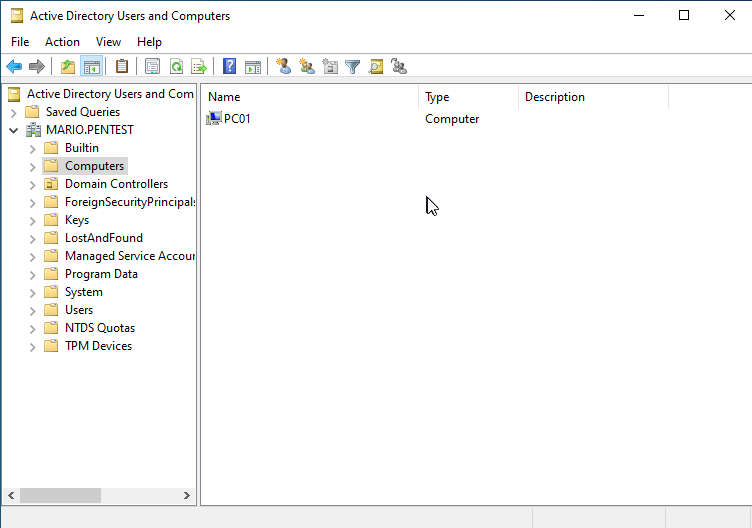 Active Directory Users and Computers
File Action View Help
Active Directory Users and Com
Saved Queries
MARIO.PENTEST
Builtin
Computers
Domain Controllers
ForeignSecurityPrincipals
Keys
LostAndFound
Managed Service Accour
Program Data
System
Users
NTDS Quotas
TPM Devices
Name Type Description
PC01 Computer